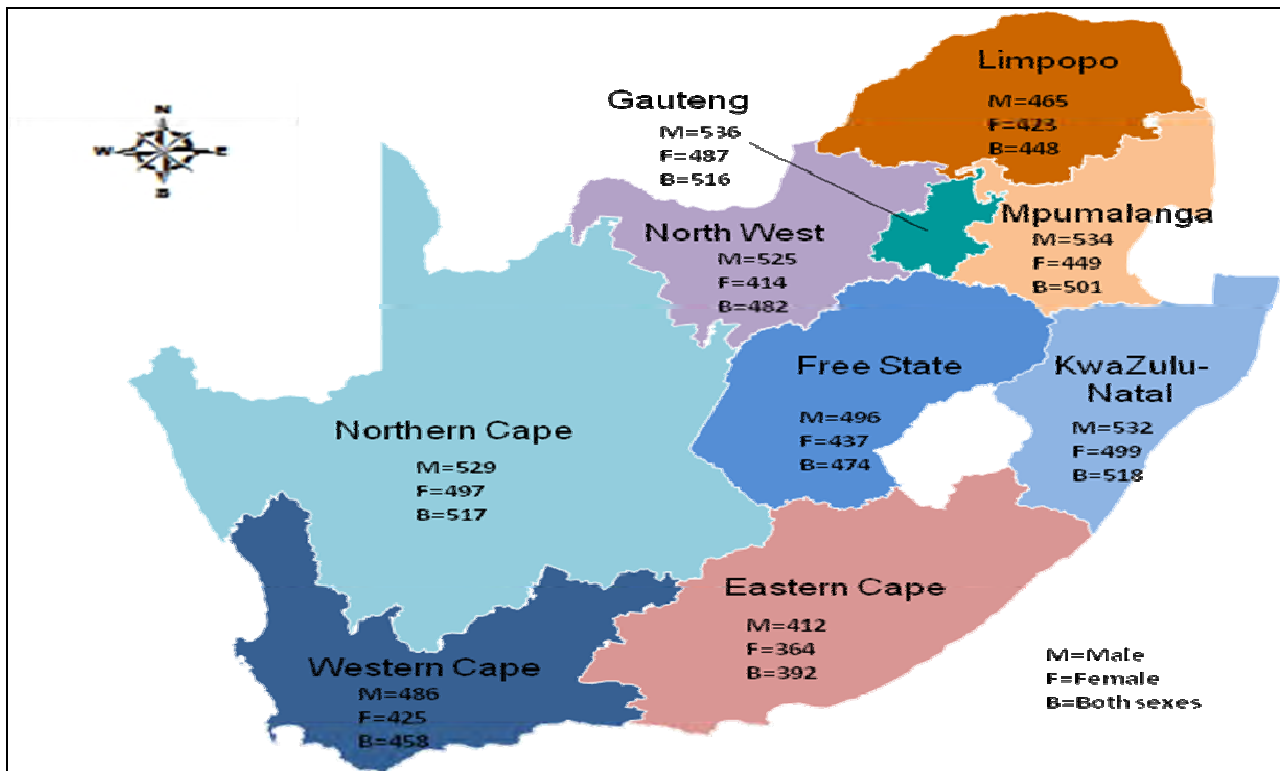 N
W
E
B
Limpopo
M=465
F=423
B=448
Gauteng
M=536
F=487
B=516
Mpumalanga
M=534
F=449
B=501
North West
M=525
F=414
B=482
Free State
M=496
F=437
B=474
KwaZulu-
Natal
M=532
F=499
B=518
Northern Cape
M=529
F=497
B=517
Eastern Cape
M=412
F=364
B=392
Western Cape
M=486
F=425
B=458
M=Male
F=Female
B=Both sexes